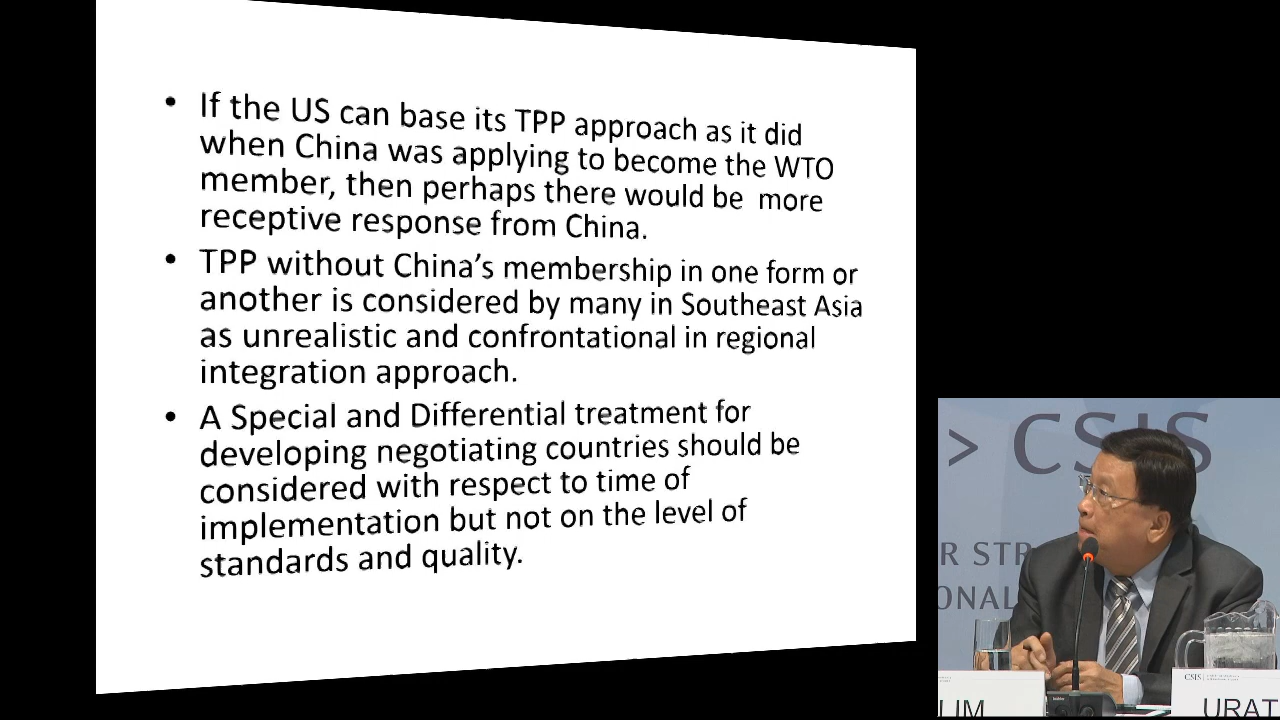 • If the US can base its TPP approach as it did
when China was applying to become the WTO
member, then perhaps there would be more
receptive response from China.
• TPP without China’s membership in one form or
another is considered by many in Southeast Asia
as unrealistic and confrontational in regional
integration approach.
• A Special and Differential treatment for
developing negotiating countries should be
considered with respect to time of
implementation but not on the level of
standards and quality.
> CSIS
R STR
ONAL
CSIS
UM
URAT